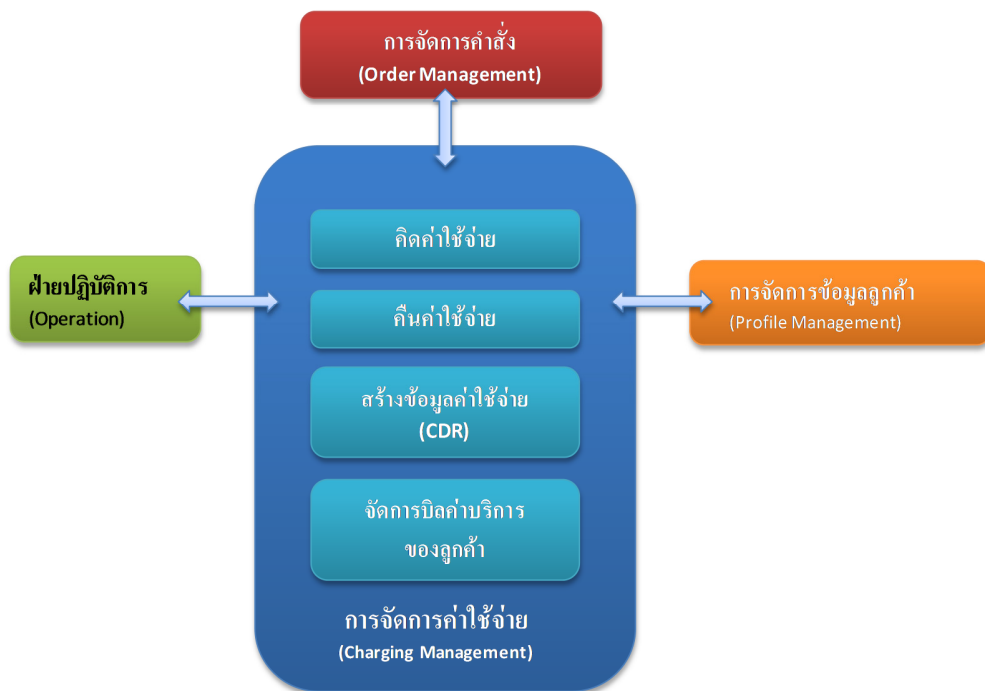 การจัดการคำสั่ง
(Order Management)
คิดค่าใช้จ่าย
ฝ่ายปฏิบัติการ
(Operation)
คืนค่าใช้จ่าย
การจัดการข้อมูลลูกค้า
(Profile Management)
สร้างข้อมูลค่าใช้จ่าย
(CDR)
จัดการบิลค่าบริการ
ของลูกค้า
การจัดการค่าใช้จ่าย
(Charging Management)